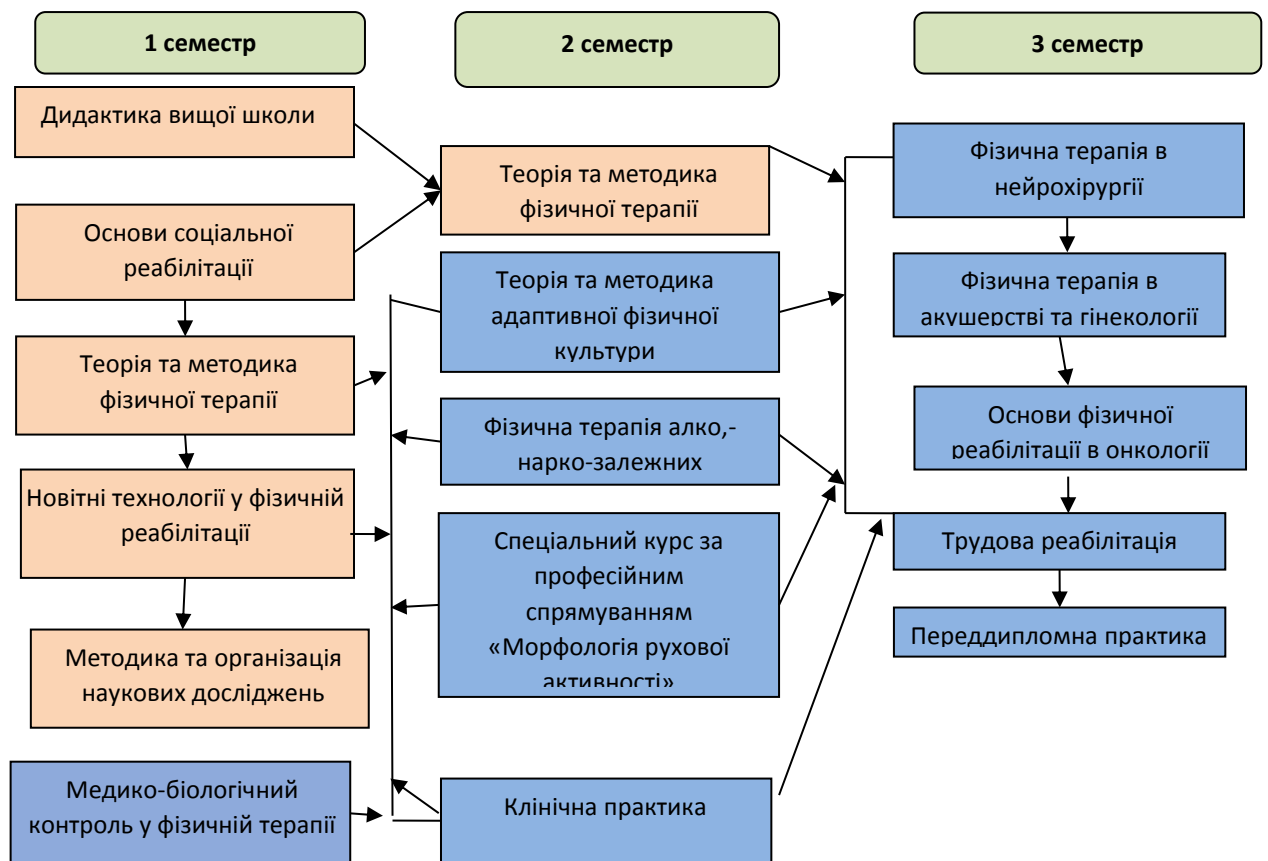 1 семестр
2 семестр
3 семестр
Дидактика вищої школи
Основи соціальної
реабілітації
Теорія та методика
фізичної терапії
Новітні технології у фізичній
реабілітації
Методика та організація
наукових досліджень
Медико-біологічний
контроль у фізичній терапії
Теорія та методика
фізичної терапії
Теорія та методика
адаптивної фізичної
культури
Фізична терапія алко,-
нарко-залежних
Спеціальний курс за
професійним
спрямуванням
«Морфологія рухової
активності»
Клінічна практика
Фізична терапія в
нейрохірургії
Фізична терапія в
акушерстві та гінекології
Основи фізичної
реабілітації в онкології
Трудова реабілітація
Переддипломна практика